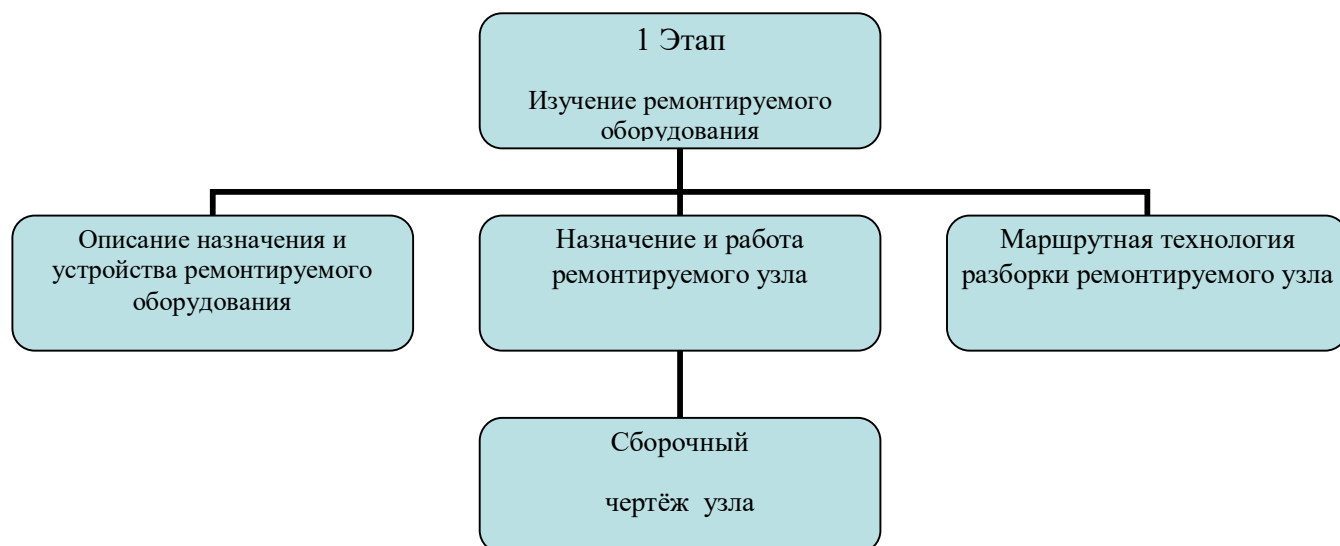 1 Этап
Изучение ремонтируемого
оборудования
Описание назначения и
устройства ремонтируемого
оборудования
Назначение и работа
ремонтируемого узла
Маршрутная технология
разборки ремонтируемого узла
Сборочный
чертёж узла